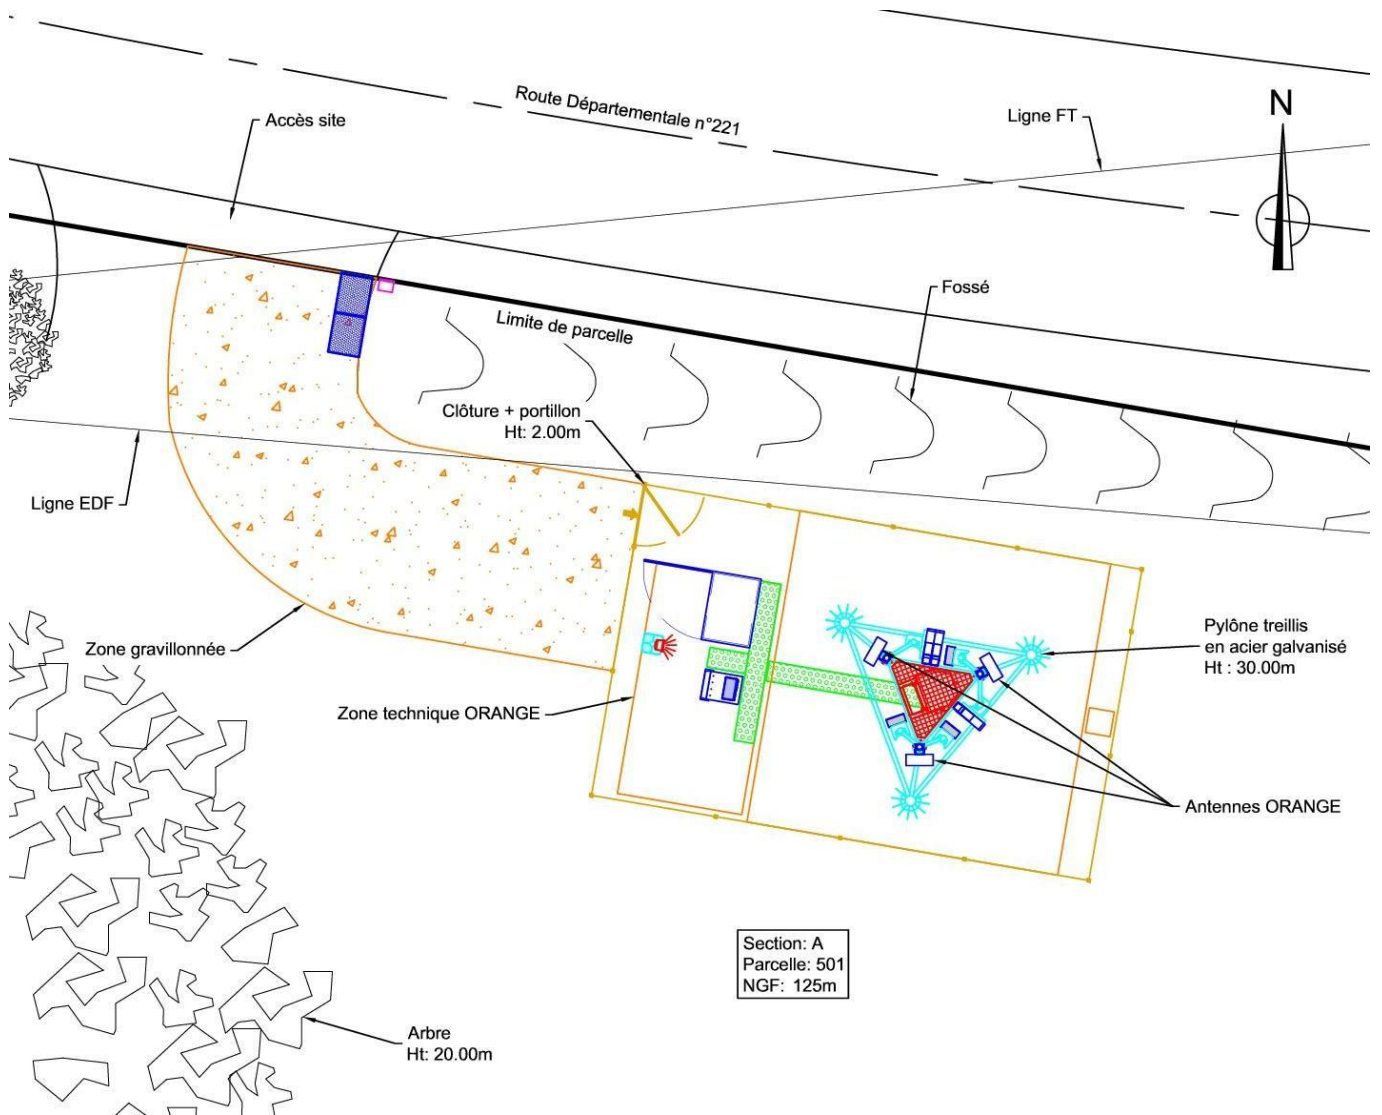 Route Départementale n°221
Accès site
Ligne FT
N
Fossé
Limite de parcelle
Clôture + portillon
Ht: 2.00m
Ligne EDF
Zone gravillonnée
Pylône treillis
en acier galvanisé
Ht : 30.00m
Zone technique ORANGE
Antennes ORANGE
Section: A
Parcelle: 501
NGF: 125m
Arbre
Ht: 20.00m